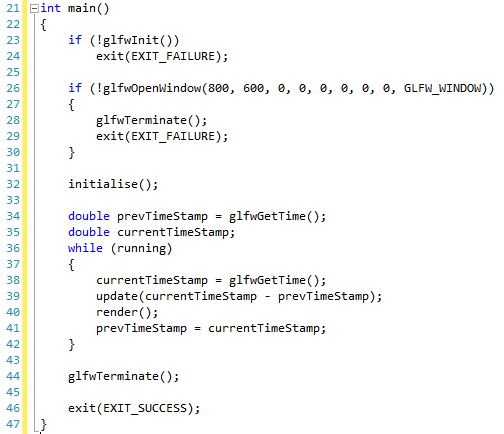 21 int main()
22 {
23     if (!glfwInit())
24         exit(EXIT_FAILURE);
25
26     if (!glfwOpenWindow(800, 600, 0, 0, 0, 0, 0, 0, GLFW_WINDOW))
27     {
28         glfwTerminate();
29         exit(EXIT_FAILURE);
30     }
31
32     initialise();
33
34     double prevTimeStamp = glfwGetTime();
35     double currentTimeStamp;
36     while (running)
37     {
38         currentTimeStamp = glfwGetTime();
39         update(currentTimeStamp - prevTimeStamp);
40         render();
41         prevTimeStamp = currentTimeStamp;
42     }
43
44     glfwTerminate();
45
46     exit(EXIT_SUCCESS);
47 }